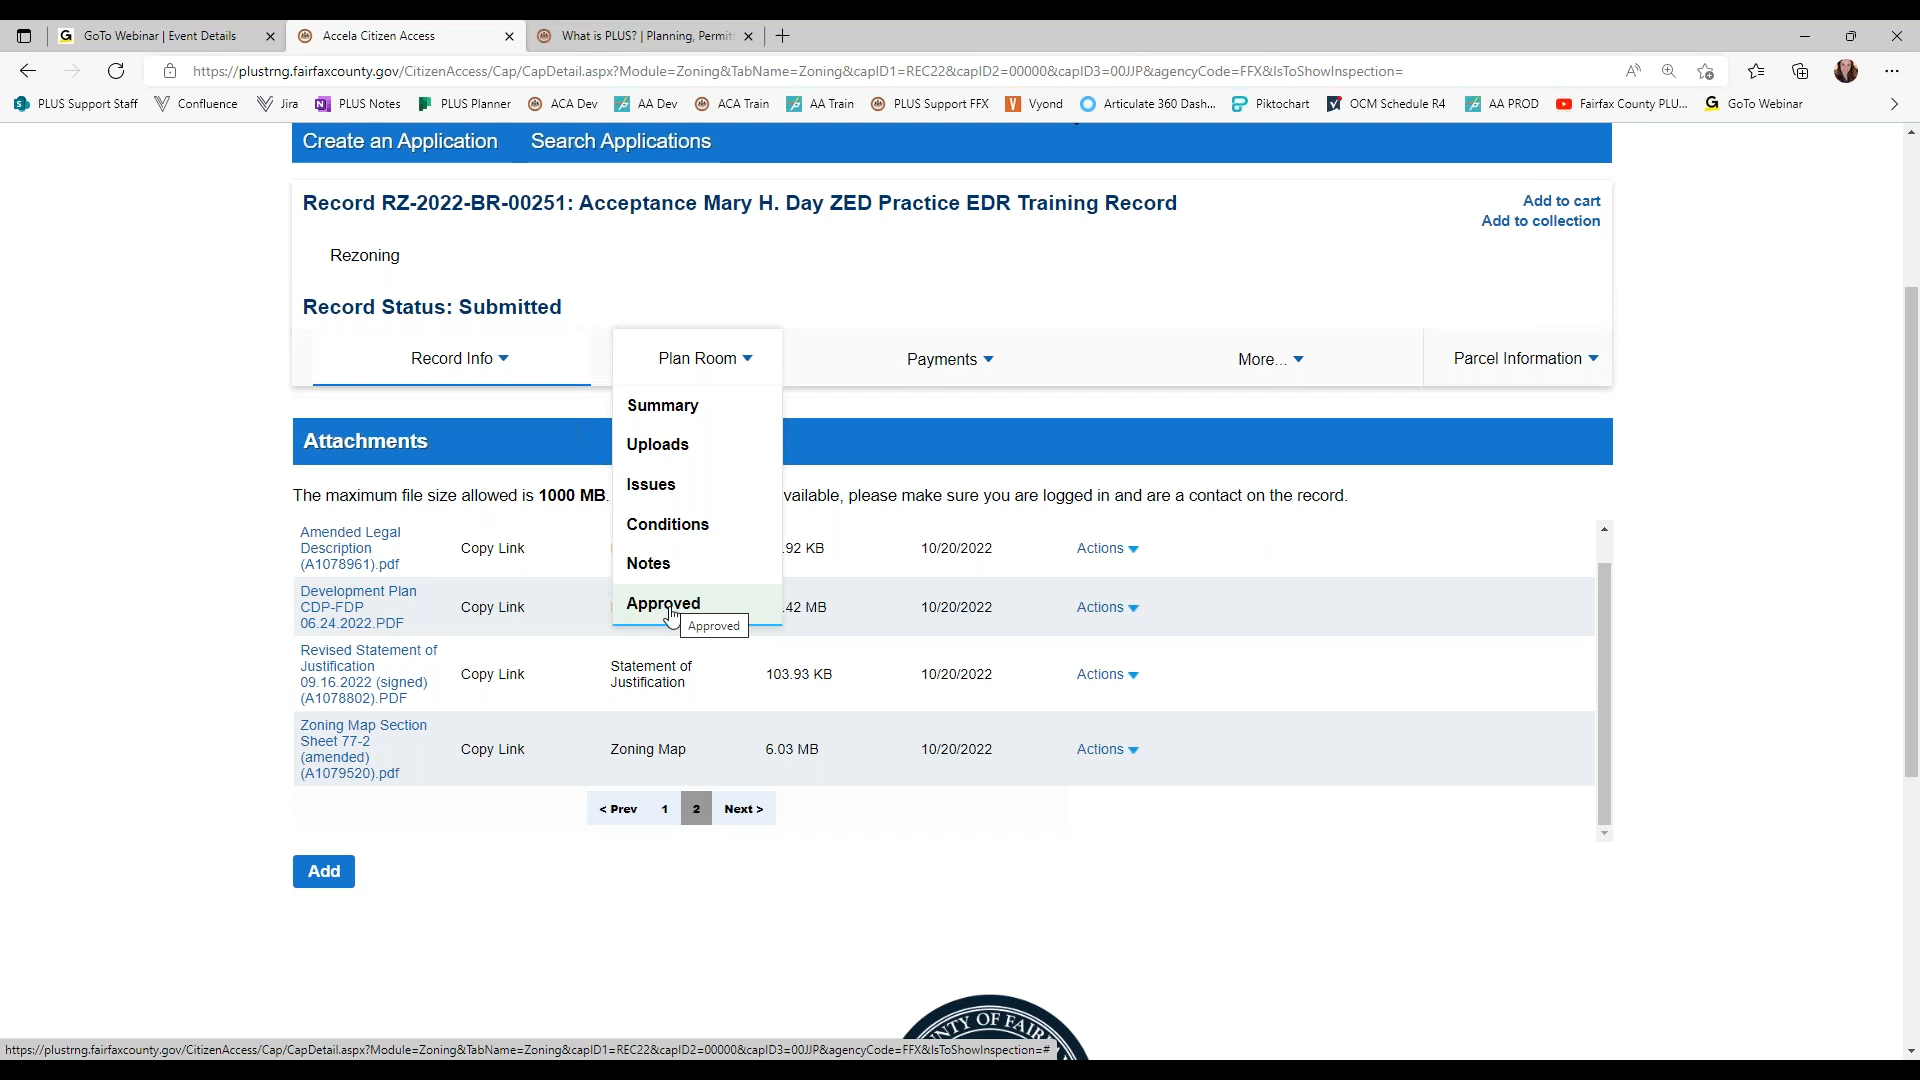 GoTo Webinar | Event Details
Accela Citizen Access
What is PLUS? | Planning, Permit
https://plustrng.fairfaxcounty.gov/CitizenAccess/Cap/CapDetail.aspx?Module=Zoning&TabName=Zoning&capID1=REC22&capID2=00000&capID3=00JJP&agencyCode=FFX&IsToShowInspection=
PLUS Support Staff
Confluence
Jira
PLUS Notes
PLUS Planner
ACA Dev
AA Dev
ACA Train
AA Train
PLUS Support FFX
Vyond
Articulate 360 Dash...
Piktochart
OCM Schedule R4
AA PROD
Fairfax County PLU...
GoTo Webinar
Create an Application
Search Applications
Record RZ-2022-BR-00251: Acceptance Mary H. Day ZED Practice EDR Training Record
Add to cart
Add to collection
Rezoning
Record Status: Submitted
Record Info
Plan Room
Payments
More...
Parcel Information
Summary
Uploads
Issues
Conditions
Notes
Approved
Approved
Attachments
The maximum file size allowed is 1000 MB.
vailable, please make sure you are logged in and are a contact on the record.
Amended Legal
Description
(A1078961).pdf
Copy Link
.92 KB
10/20/2022
Actions
Development Plan
CDP-FDP
06.24.2022.PDF
Copy Link
.42 MB
10/20/2022
Actions
Revised Statement of
Justification
09.16.2022 (signed)
(A1078802).PDF
Copy Link
Statement of
Justification
103.93 KB
10/20/2022
Actions
Zoning Map Section
Sheet 77-2
(amended)
(A1079520).pdf
Copy Link
Zoning Map
6.03 MB
10/20/2022
Actions
< Prev
1
2
Next >
Add
NTY OF FAIR
https://plustrng.fairfaxcounty.gov/CitizenAccess/Cap/CapDetail.aspx?Module=Zoning&TabName=Zoning&capID1=REC22&capID2=00000&capID3=00JJP&agencyCode=FFX&IsToShowInspection=#